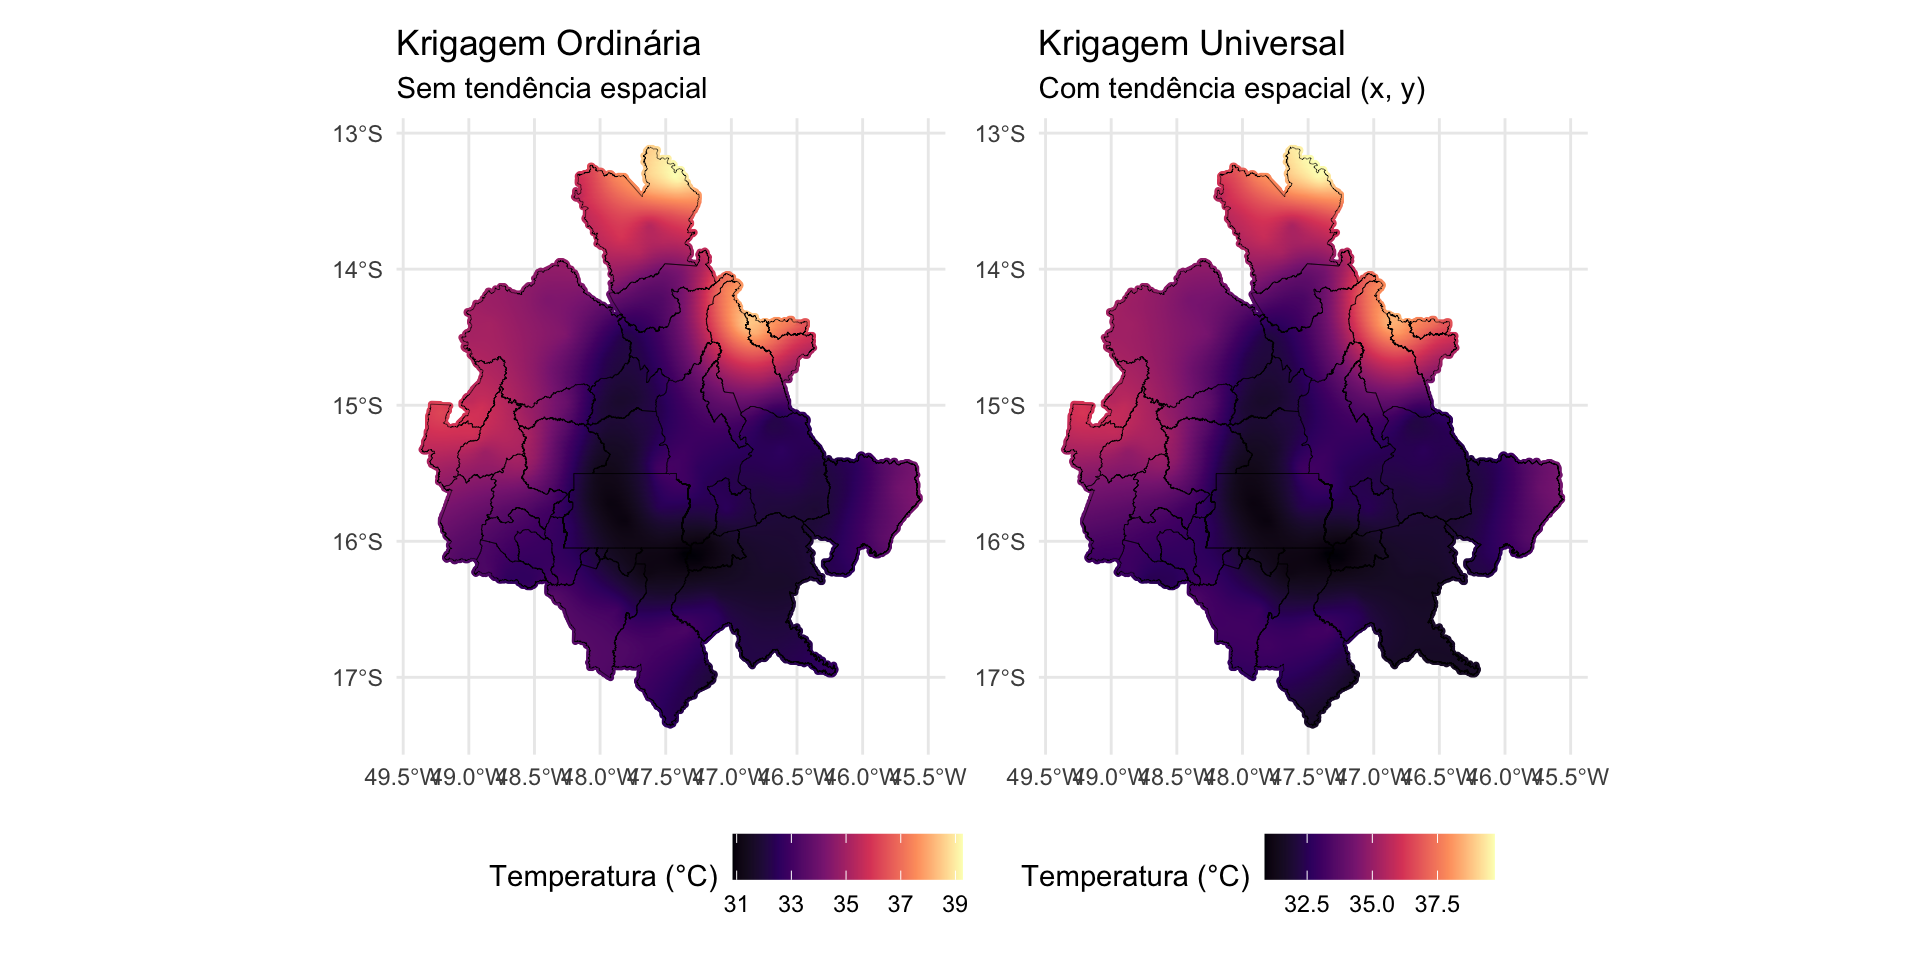 Krigagem Ordinária
Sem tendência espacial
13°S
14°S
15°S
16°S
17°S
49.5°W 49.0°W 48.5°W 48.0°W 47.5°W 47.0°W 46.5°W 46.0°W 45.5°W
Temperatura (°C)
31 33 35 37 39
Krigagem Universal
Com tendência espacial (x, y)
13°S
14°S
15°S
16°S
17°S
49.5°W 49.0°W 48.5°W 48.0°W 47.5°W 47.0°W 46.5°W 46.0°W 45.5°W
Temperatura (°C)
32.5 35.0 37.5